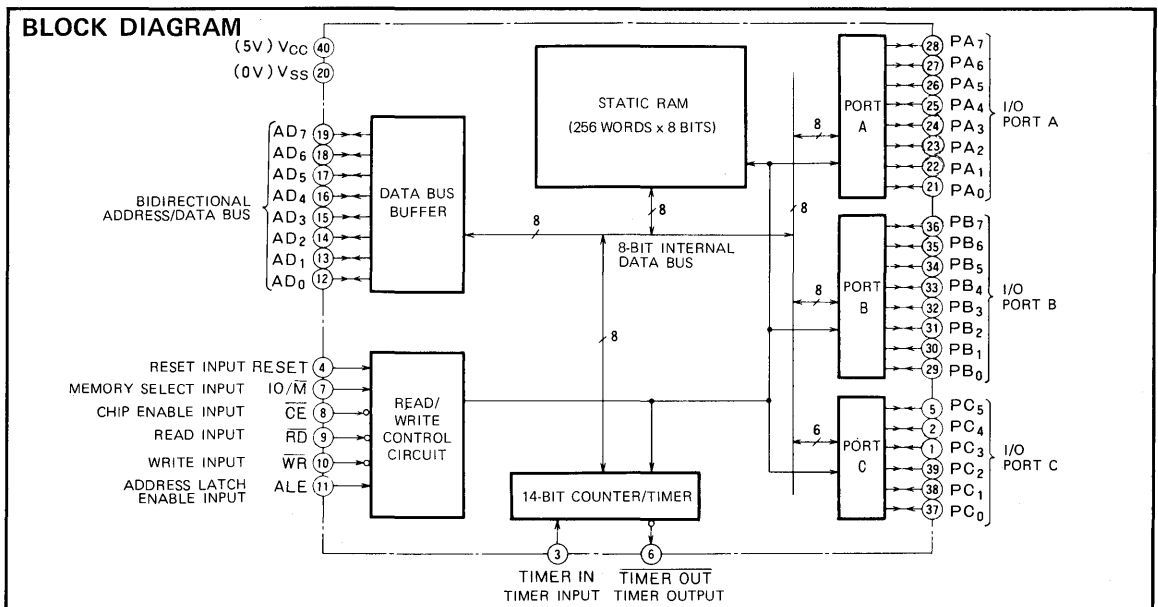 BLOCK DIAGRAM
(5V) VCC 40
(0V) VSS 20
AD7 19
AD6 18
AD5 17
AD4 16
AD3 15
AD2 14
AD1 13
AD0 12
BIDIRECTIONAL
ADDRESS/DATA BUS
DATA BUS
BUFFER
8
STATIC RAM
(256 WORDS x 8 BITS)
8
8-BIT INTERNAL
DATA BUS
8
8
8
PORT
A
28 PA7
27 PA6
26 PA5
25 PA4
24 PA3
23 PA2
22 PA1
21 PA0
I/O
PORT A
8
PORT
B
36 PB7
35 PB6
34 PB5
33 PB4
32 PB3
31 PB2
30 PB1
29 PB0
I/O
PORT B
6
PORT
C
5 PC5
2 PC4
1 PC3
39 PC2
38 PC1
37 PC0
I/O
PORT C
RESET INPUT RESET 4
MEMORY SELECT INPUT IO/M̅ 7
CHIP ENABLE INPUT C̅E̅ 8
READ INPUT R̅D̅ 9
WRITE INPUT W̅R̅ 10
ADDRESS LATCH
ENABLE INPUT ALE 11
READ/
WRITE
CONTROL
CIRCUIT
14-BIT COUNTER/TIMER
3
TIMER IN
TIMER INPUT
6
T̅I̅M̅E̅R̅ O̅U̅T̅
TIMER OUTPUT